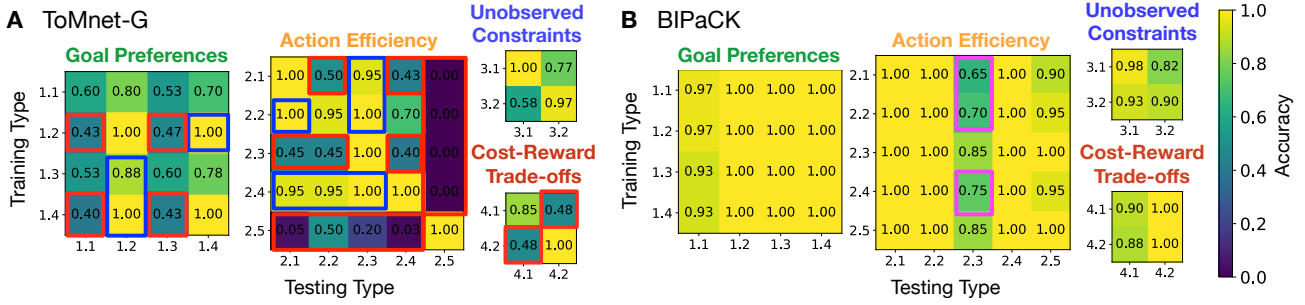 A ToMnet-G
Goal Preferences
Training Type
1.1 0.60 0.80 0.53 0.70
1.2 0.43 1.00 0.47 1.00
1.3 0.53 0.88 0.60 0.78
1.4 0.40 1.00 0.43 1.00
1.1 1.2 1.3 1.4
Action Efficiency
2.1 1.00 0.50 0.95 0.43 0.00
2.2 1.00 0.95 1.00 0.70 0.00
2.3 0.45 0.45 1.00 0.40 0.00
2.4 0.95 0.95 1.00 1.00 0.00
2.5 0.05 0.50 0.20 0.03 1.00
2.1 2.2 2.3 2.4 2.5
Testing Type
Unobserved
Constraints
3.1 1.00 0.77
3.2 0.58 0.97
3.1 3.2
Cost-Reward
Trade-offs
4.1 0.85 0.48
4.2 0.48 1.00
4.1 4.2
B BIPaCK
Goal Preferences
Training Type
1.1 0.97 1.00 1.00 1.00
1.2 0.97 1.00 1.00 1.00
1.3 0.93 1.00 1.00 1.00
1.4 0.93 1.00 1.00 1.00
1.1 1.2 1.3 1.4
Action Efficiency
2.1 1.00 1.00 0.65 1.00 0.90
2.2 1.00 1.00 0.70 1.00 1.00
2.3 1.00 1.00 0.85 1.00 1.00
2.4 1.00 1.00 0.75 1.00 0.95
2.5 1.00 1.00 0.85 1.00 1.00
2.1 2.2 2.3 2.4 2.5
Testing Type
Unobserved
Constraints
3.1 0.98 0.82
3.2 0.93 0.90
3.1 3.2
Cost-Reward
Trade-offs
4.1 0.90 1.00
4.2 0.88 1.00
4.1 4.2
1.0
0.8
0.6
0.4
0.2
0.0
Accuracy